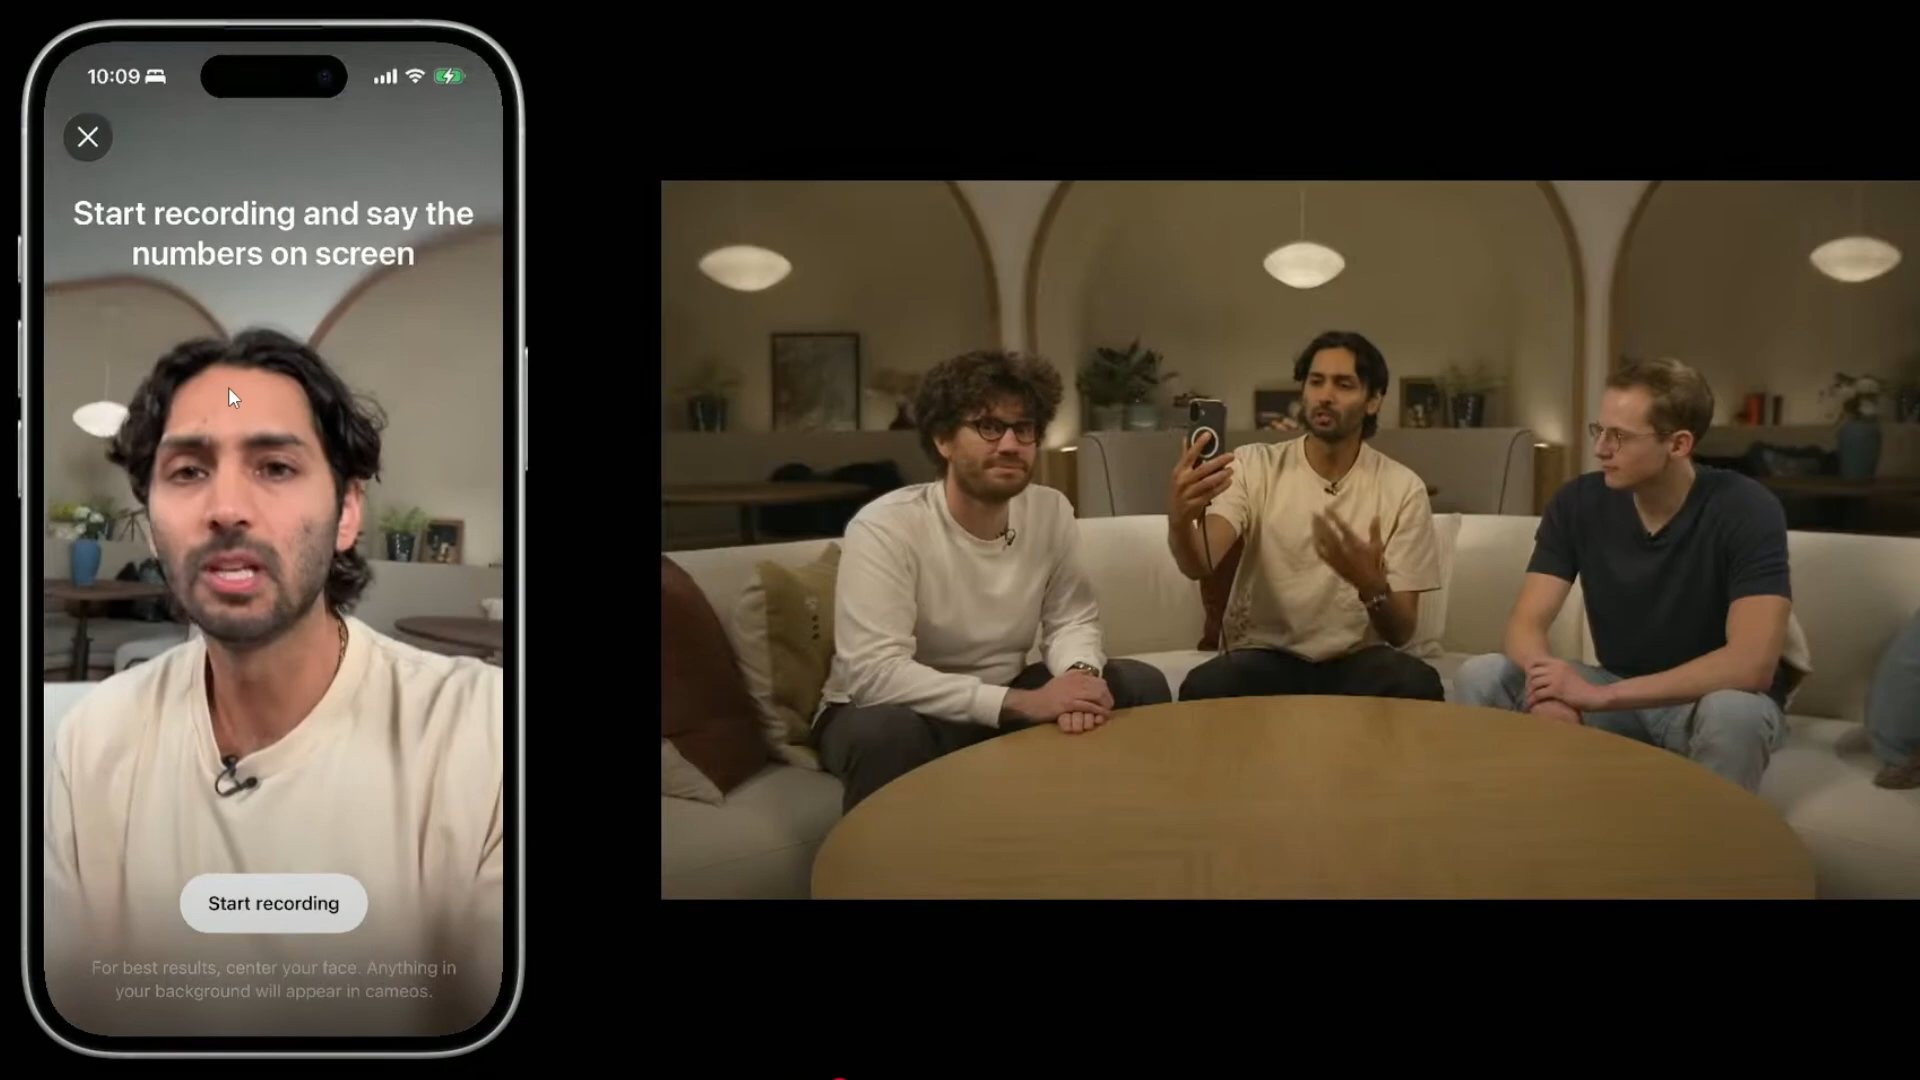 10:09
Start recording and say the
numbers on screen
Start recording
For best results, center your face. Anything in
your background will appear in cameos.